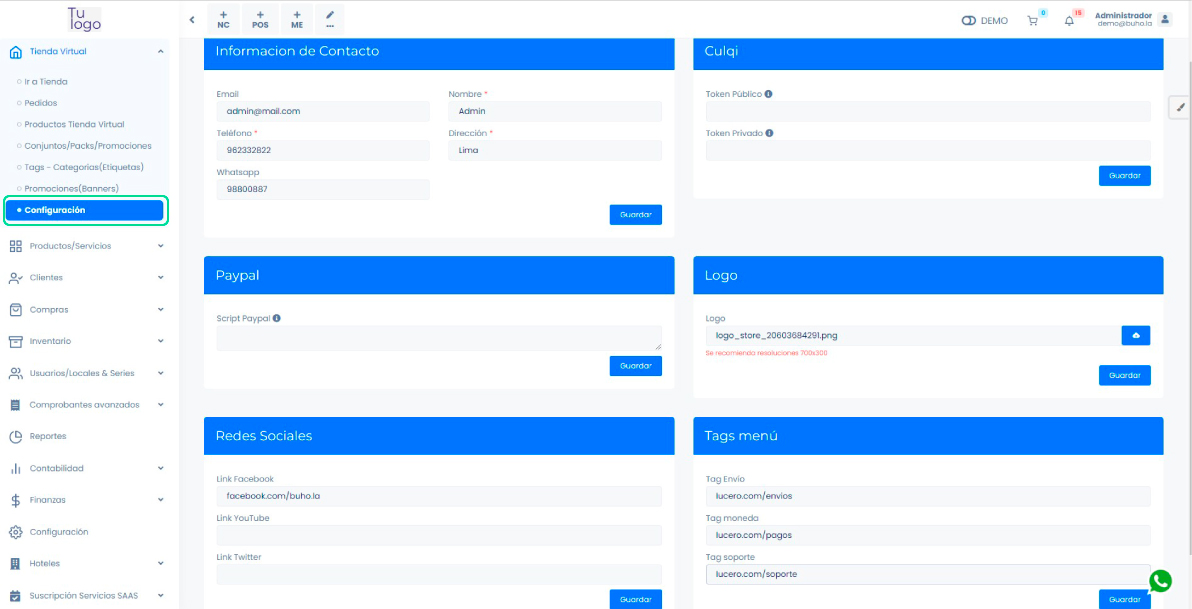 Tu
logo
NC
POS
ME
...
DEMO
0
15
Administrador
demo@buho.la
Tienda Virtual
Ir a Tienda
Pedidos
Productos Tienda Virtual
Conjuntos/Packs/Promociones
Tags - Categorias(Etiquetas)
Promociones(Banners)
Configuración
Productos/Servicios
Clientes
Compras
Inventario
Usuarios/Locales & Series
Comprobantes avanzados
Reportes
Contabilidad
Finanzas
Configuración
Hoteles
Suscripción Servicios SAAS
Informacion de Contacto
Email
admin@mail.com
Nombre *
Admin
Teléfono *
962332822
Dirección *
Lima
Whatsapp
98800887
Guardar
Culqi
Token Público
Token Privado
Guardar
Paypal
Script Paypal
Guardar
Logo
Logo
logo_store_20603684291.png
Se recomienda resoluciones 700x300
Guardar
Redes Sociales
Link Facebook
facebook.com/buho.la
Link YouTube
Link Twitter
Guardar
Tags menú
Tag Envio
lucero.com/envios
Tag moneda
lucero.com/pagos
Tag soporte
lucero.com/soporte
Guardar